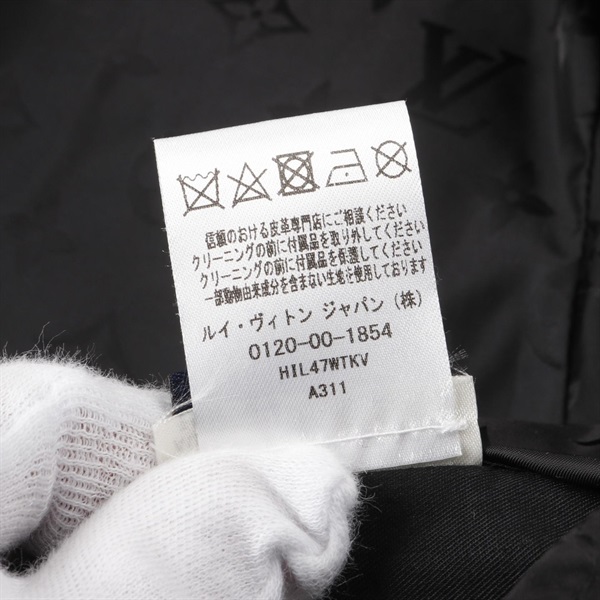 信頼のおける皮革専門店にご相談ください
クリーニングの前に付属品を取り外してください
クリーニングの前に付属品を保護してください
一部動物由来成分を含まない生地を使用しております
ルイ・ヴィトン ジャパン (株)
0120-00-1854
HIL47WTKV
A311